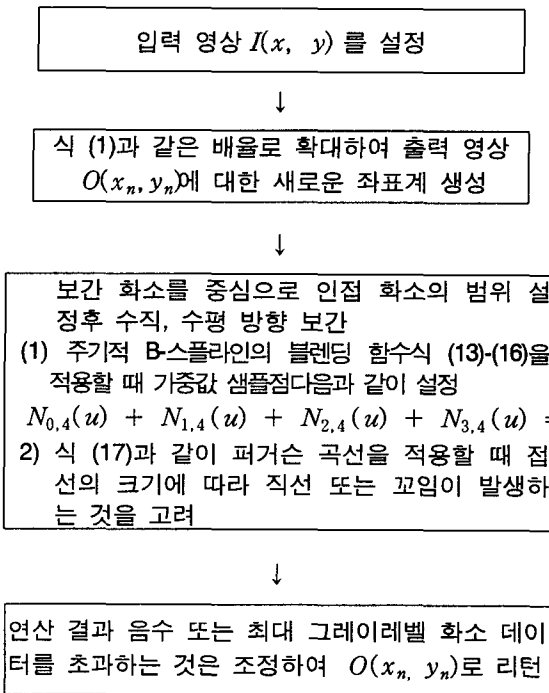 입력 영상 I(x, y) 를 설정
↓
식 (1)과 같은 배율로 확대하여 출력 영상
O(xₙ, yₙ)에 대한 새로운 좌표계 생성
↓
보간 화소를 중심으로 인접 화소의 범위 설
정후 수직, 수평 방향 보간
(1) 주기적 B-스플라인의 블렌딩 함수식 (13)-(16)을
적용할 때 가중값 샘플점다음과 같이 설정
N₀,₄(u) + N₁,₄(u) + N₂,₄(u) + N₃,₄(u) =
2) 식 (17)과 같이 퍼거슨 곡선을 적용할 때 접
선의 크기에 따라 직선 또는 꼬임이 발생하
는 것을 고려
↓
연산 결과 음수 또는 최대 그레이레벨 화소 데이
터를 초과하는 것은 조정하여 O(xₙ, yₙ)로 리턴